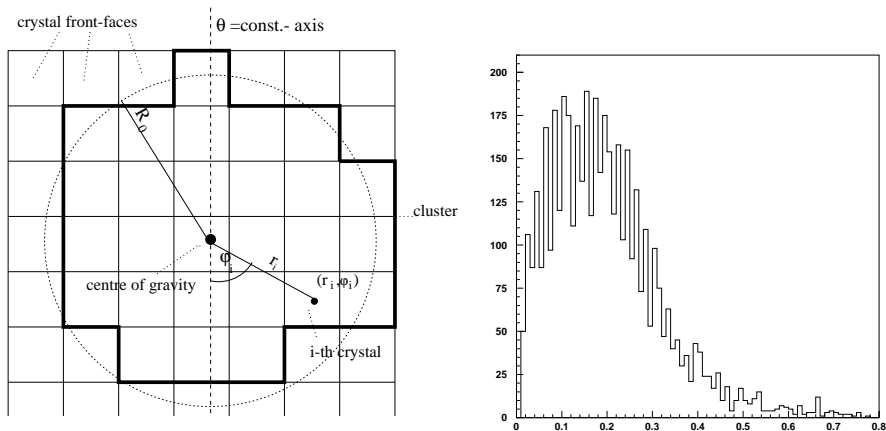 crystal front-faces
θ =const.- axis
R₀
cluster
φᵢ
rᵢ
centre of gravity
(r ᵢ ,φᵢ )
i-th crystal
200
175
150
125
100
75
50
25
0
0 0.1 0.2 0.3 0.4 0.5 0.6 0.7 0.8